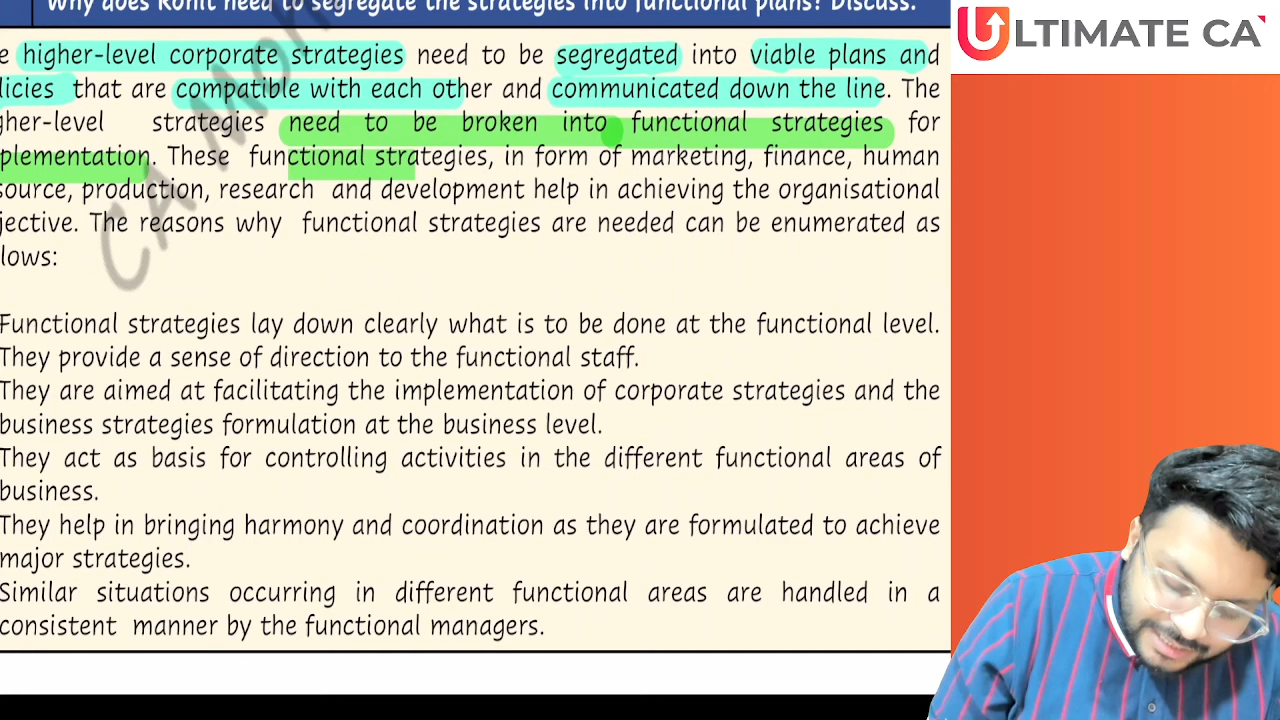 Why does Rohit need to segregate the strategies into functional plans? Discuss.
ULTIMATE CA
higher-level corporate strategies need to be segregated into viable plans and
licies that are compatible with each other and communicated down the line. The
gher-level strategies need to be broken into functional strategies for
plementation. These functional strategies, in form of marketing, finance, human
source, production, research and development help in achieving the organisational
jective. The reasons why functional strategies are needed can be enumerated as
lows:
Functional strategies lay down clearly what is to be done at the functional level.
They provide a sense of direction to the functional staff.
They are aimed at facilitating the implementation of corporate strategies and the
business strategies formulation at the business level.
They act as basis for controlling activities in the different functional areas of
business.
They help in bringing harmony and coordination as they are formulated to achieve
major strategies.
Similar situations occurring in different functional areas are handled in a
consistent manner by the functional managers.